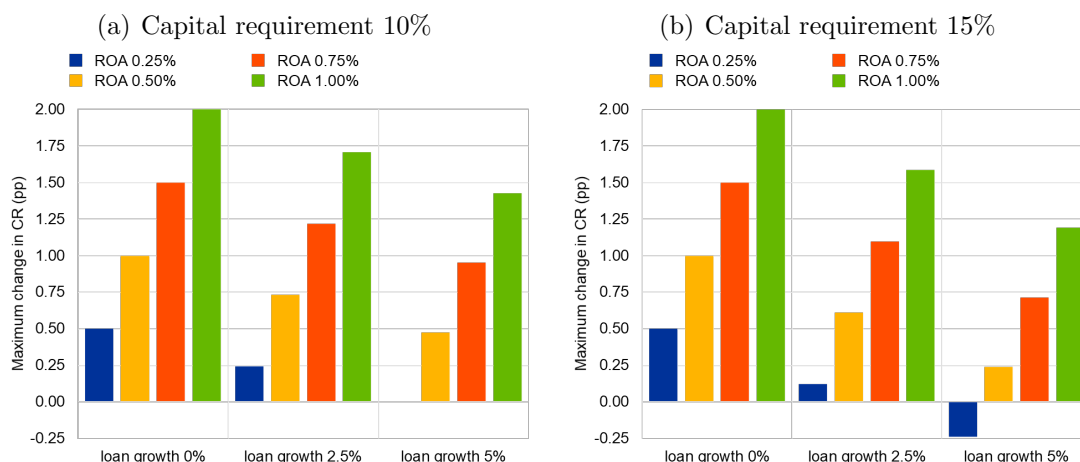 (a) Capital requirement 10%
ROA 0.25%
ROA 0.75%
ROA 0.50%
ROA 1.00%
Maximum change in CR (pp)
2.00
1.75
1.50
1.25
1.00
0.75
0.50
0.25
0.00
-0.25
loan growth 0%
loan growth 2.5%
loan growth 5%
(b) Capital requirement 15%
ROA 0.25%
ROA 0.75%
ROA 0.50%
ROA 1.00%
Maximum change in CR (pp)
2.00
1.75
1.50
1.25
1.00
0.75
0.50
0.25
0.00
-0.25
loan growth 0%
loan growth 2.5%
loan growth 5%